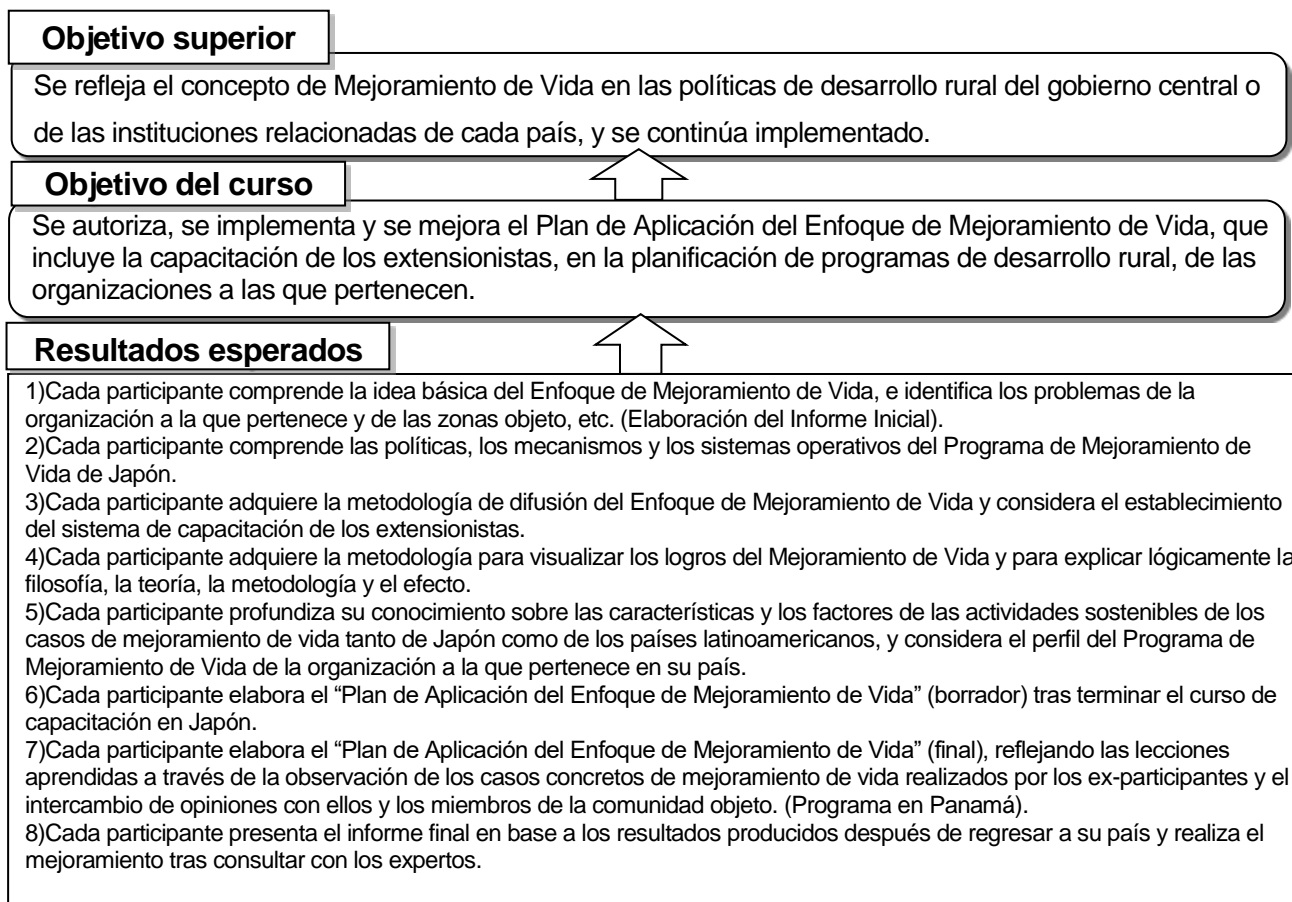 Objetivo superior
Se refleja el concepto de Mejoramiento de Vida en las políticas de desarrollo rural del gobierno central o
de las instituciones relacionadas de cada país, y se continúa implementado.
Objetivo del curso
Se autoriza, se implementa y se mejora el Plan de Aplicación del Enfoque de Mejoramiento de Vida, que
incluye la capacitación de los extensionistas, en la planificación de programas de desarrollo rural, de las
organizaciones a las que pertenecen.
Resultados esperados
1)Cada participante comprende la idea básica del Enfoque de Mejoramiento de Vida, e identifica los problemas de la
organización a la que pertenece y de las zonas objeto, etc. (Elaboración del Informe Inicial).
2)Cada participante comprende las políticas, los mecanismos y los sistemas operativos del Programa de Mejoramiento de
Vida de Japón.
3)Cada participante adquiere la metodología de difusión del Enfoque de Mejoramiento de Vida y considera el establecimiento
del sistema de capacitación de los extensionistas.
4)Cada participante adquiere la metodología para visualizar los logros del Mejoramiento de Vida y para explicar lógicamente la
filosofía, la teoría, la metodología y el efecto.
5)Cada participante profundiza su conocimiento sobre las características y los factores de las actividades sostenibles de los
casos de mejoramiento de vida tanto de Japón como de los países latinoamericanos, y considera el perfil del Programa de
Mejoramiento de Vida de la organización a la que pertenece en su país.
6)Cada participante elabora el “Plan de Aplicación del Enfoque de Mejoramiento de Vida” (borrador) tras terminar el curso de
capacitación en Japón.
7)Cada participante elabora el “Plan de Aplicación del Enfoque de Mejoramiento de Vida” (final), reflejando las lecciones
aprendidas a través de la observación de los casos concretos de mejoramiento de vida realizados por los ex-participantes y el
intercambio de opiniones con ellos y los miembros de la comunidad objeto. (Programa en Panamá).
8)Cada participante presenta el informe final en base a los resultados producidos después de regresar a su país y realiza el
mejoramiento tras consultar con los expertos.